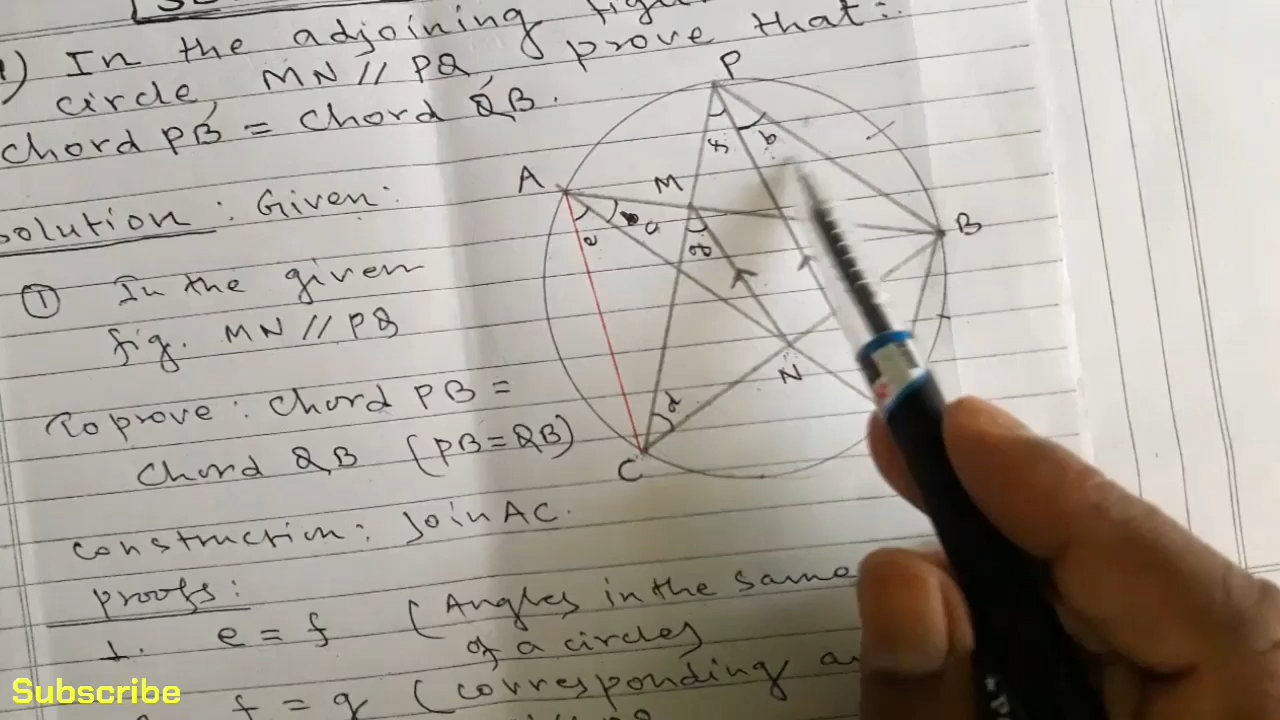 In the adjoining
circle, MN // PQ, prove that:
Chord PB = Chord QB.
Solution: Given:
① In the given
fig. MN // PQ
To prove: Chord PB =
Chord QB (PB = QB)
Construction: Join AC.
Proofs:
1. e = f (Angles in the same
of a circles
f = g (corresponding
P
A
M
B
N
C
f
b
a
e
g
d
Subscribe